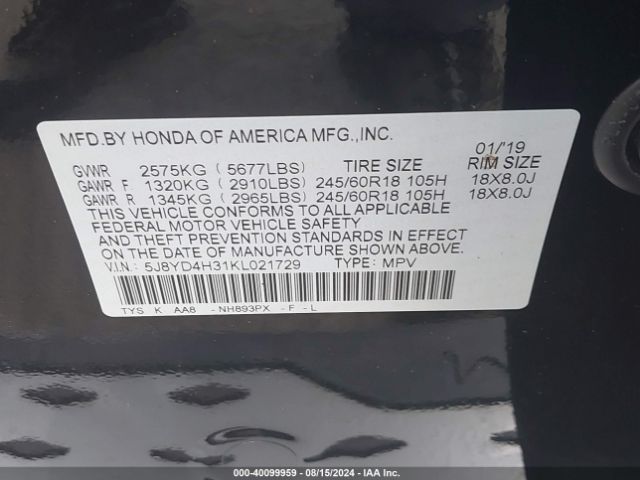 MFD.BY HONDA OF AMERICA MFG.,INC. 01/'19
GVWR 2575KG ( 5677LBS) TIRE SIZE RIM SIZE
GAWR F 1320KG ( 2910LBS) 245/60R18 105H 18X8.0J
GAWR R 1345KG ( 2965LBS) 245/60R18 105H 18X8.0J
THIS VEHICLE CONFORMS TO ALL APPLICABLE
FEDERAL MOTOR VEHICLE SAFETY
AND THEFT PREVENTION STANDARDS IN EFFECT
ON THE DATE OF MANUFACTURE SHOWN ABOVE.
V.I.N: 5J8YD4H31KL021729 TYPE: MPV
TYS K AA8 - NH893PX - F - L
000-40099959 - 08/15/2024 - IAA Inc.